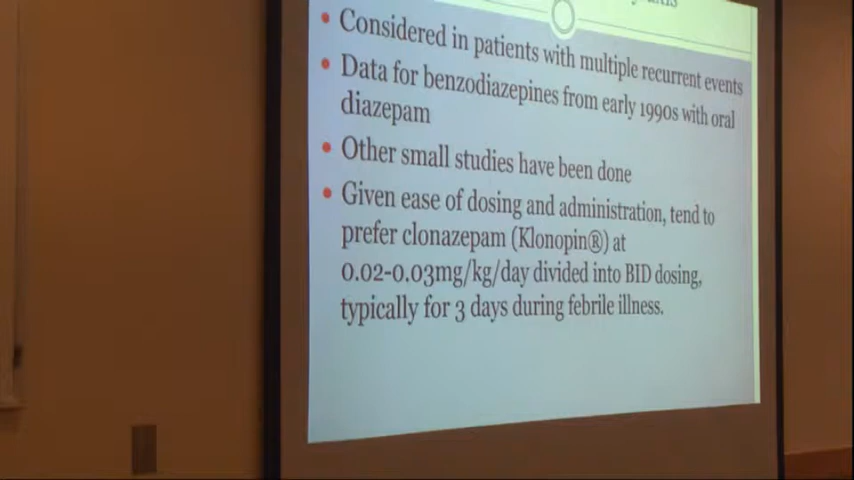 • Considered in patients with multiple recurrent events
• Data for benzodiazepines from early 1990s with oral
diazepam
• Other small studies have been done
• Given ease of dosing and administration, tend to
prefer clonazepam (Klonopin®) at
0.02-0.03mg/kg/day divided into BID dosing,
typically for 3 days during febrile illness.